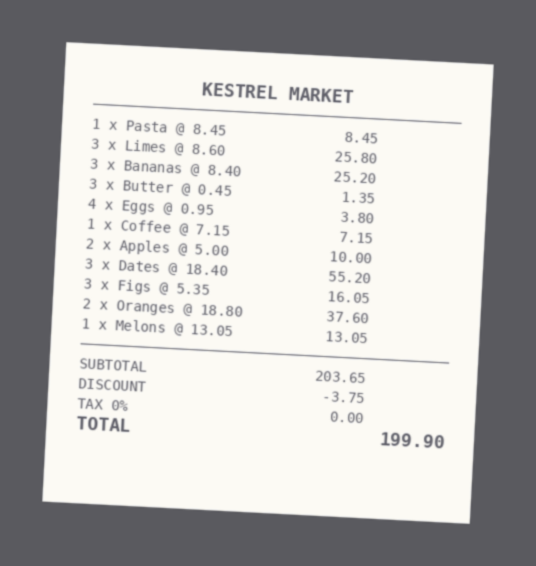 KESTREL MARKET
1 x Pasta @ 8.45 8.45
3 x Limes @ 8.60 25.80
3 x Bananas @ 8.40 25.20
3 x Butter @ 0.45 1.35
4 x Eggs @ 0.95 3.80
1 x Coffee @ 7.15 7.15
2 x Apples @ 5.00 10.00
3 x Dates @ 18.40 55.20
3 x Figs @ 5.35 16.05
2 x Oranges @ 18.80 37.60
1 x Melons @ 13.05 13.05
SUBTOTAL 203.65
DISCOUNT -3.75
TAX 0% 0.00
TOTAL 199.90